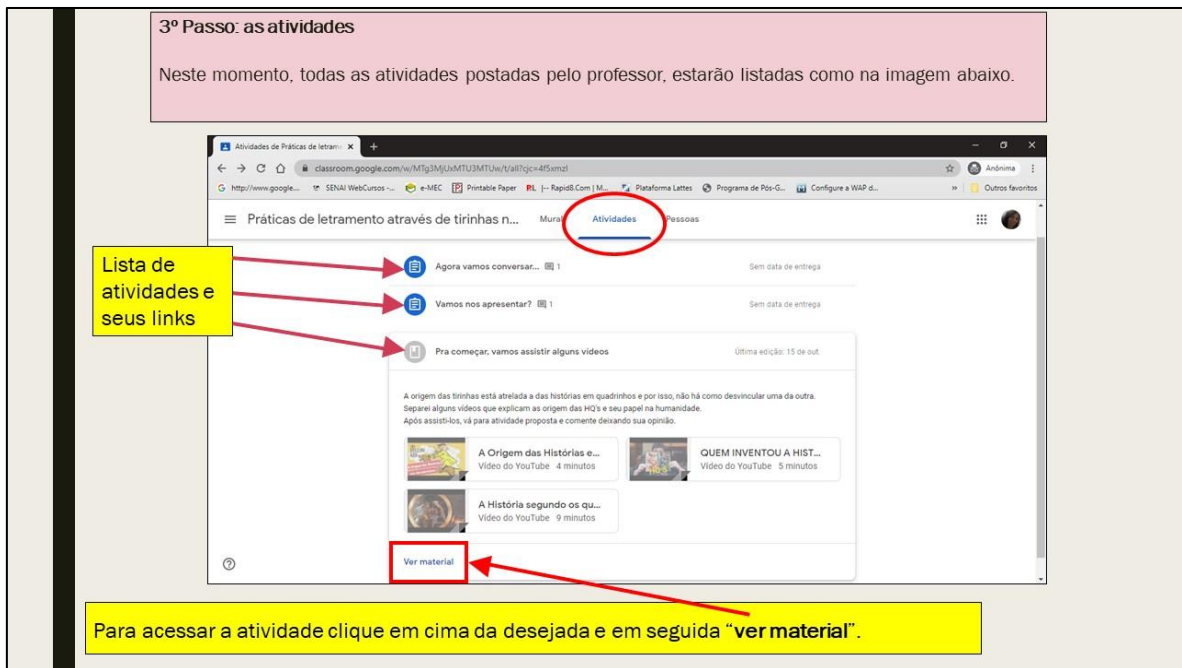 3º Passo: as atividades
Neste momento, todas as atividades postadas pelo professor, estarão listadas como na imagem abaixo.
Atividades de Práticas de letram
classroom.google.com/w/MTg3MjUxMTU3MTUw/t/all?cjc=4f5xmzl
Anônima
http://www.google... SENAI WebCursos -... e-MEC Printable Paper |-- Rapid8.Com | M... Plataforma Lattes Programa de Pós-G... Configure a WAP d... » Outros favoritos
Práticas de letramento através de tirinhas n... Mural Atividades Pessoas
Lista de
atividades e
seus links
Agora vamos conversar... 1 Sem data de entrega
Vamos nos apresentar? 1 Sem data de entrega
Pra começar, vamos assistir alguns vídeos Última edição: 15 de out.
A origem das tirinhas está atrelada a das histórias em quadrinhos e por isso, não há como desvincular uma da outra.
Separei alguns vídeos que explicam as origem das HQ's e seu papel na humanidade.
Após assisti-los, vá para atividade proposta e comente deixando sua opinião.
A Origem das Histórias e...
Vídeo do YouTube 4 minutos
QUEM INVENTOU A HIST...
Vídeo do YouTube 5 minutos
A História segundo os qu...
Vídeo do YouTube 9 minutos
Ver material
Para acessar a atividade clique em cima da desejada e em seguida “ver material”.